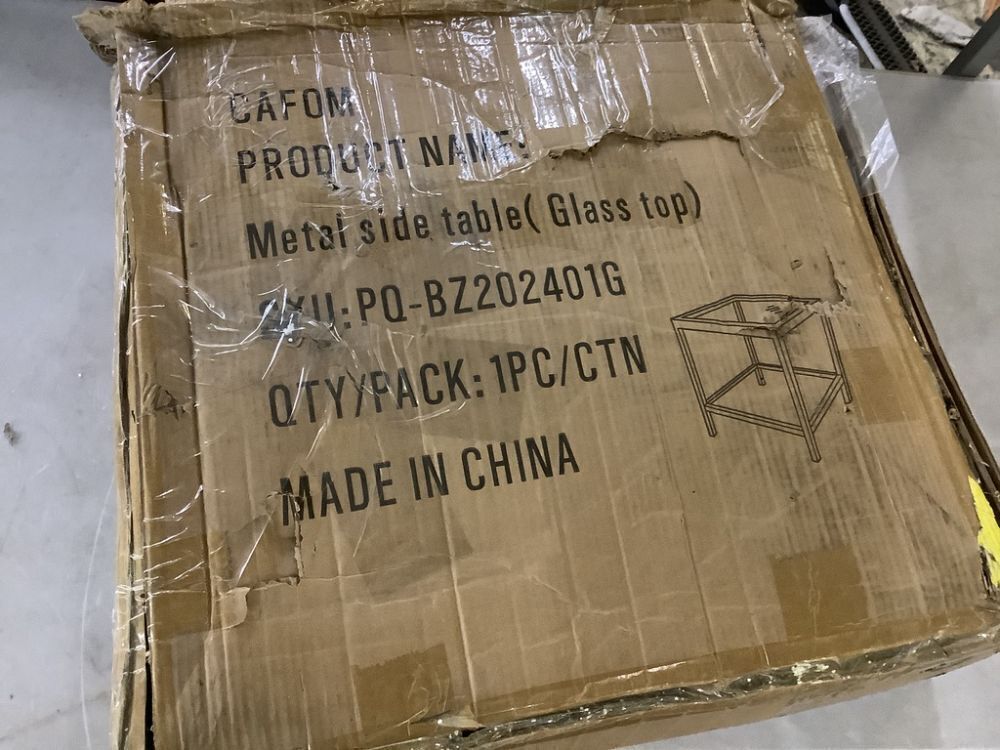 CAFOM
PRODUCT NAME:
Metal side table( Glass top)
SKU:PQ-BZ202401G
QTY/PACK: 1PC/CTN
MADE IN CHINA